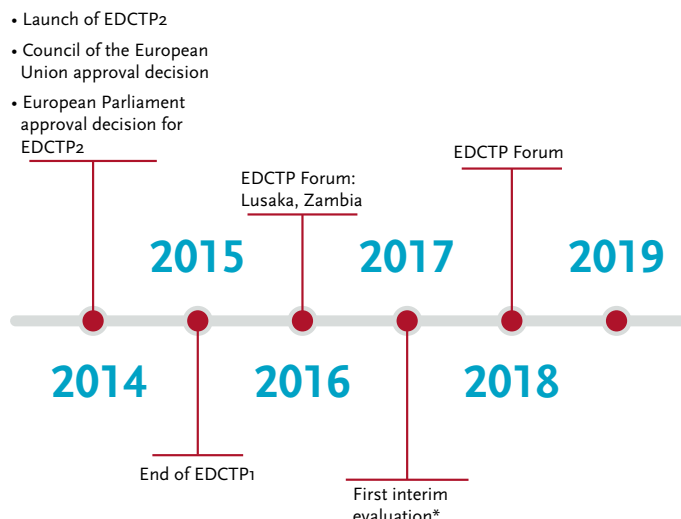 • Launch of EDCTP2
• Council of the European
Union approval decision
• European Parliament
approval decision for
EDCTP2
EDCTP Forum:
Lusaka, Zambia
EDCTP Forum
2015
2017
2019
2014
2016
2018
End of EDCTP1
First interim
evaluation*